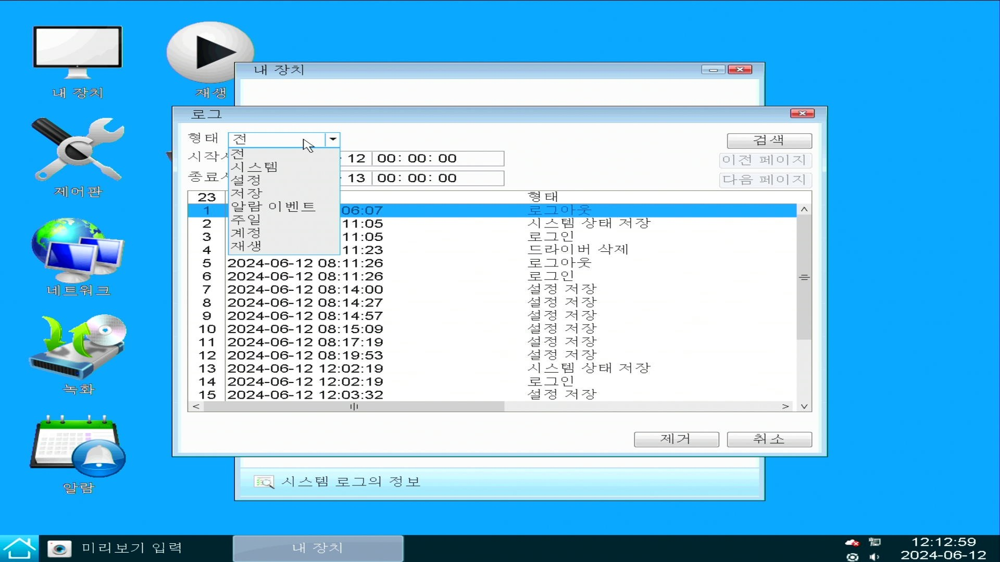 내 장치
재생
내 장치
제어판
네트워크
녹화
알람
로그
형태 전
검색
시작 12 00: 00: 00
이전 페이지
종료 13 00: 00: 00
다음 페이지
전
시스템
설정
저장
알람 이벤트
주일
계정
재생
23 형태
1 06:07 로그아웃
2 11:05 시스템 상태 저장
3 11:05 로그인
4 11:23 드라이버 삭제
5 2024-06-12 08:11:26 로그아웃
6 2024-06-12 08:11:26 로그인
7 2024-06-12 08:14:00 설정 저장
8 2024-06-12 08:14:27 설정 저장
9 2024-06-12 08:14:57 설정 저장
10 2024-06-12 08:15:09 설정 저장
11 2024-06-12 08:17:19 설정 저장
12 2024-06-12 08:19:53 설정 저장
13 2024-06-12 12:02:19 시스템 상태 저장
14 2024-06-12 12:02:19 로그인
15 2024-06-12 12:03:32 설정 저장
제거 취소
시스템 로그의 정보
미리보기 입력
내 장치
12:12:59
2024-06-12